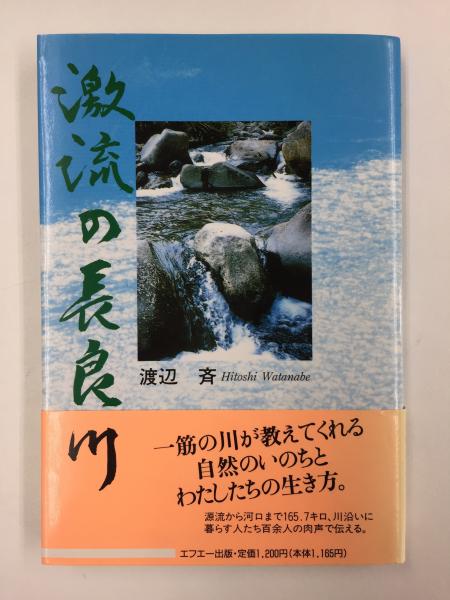 激流の長良川
渡辺 斉 Hitoshi Watanabe
一筋の川が教えてくれる
自然のいのちと
わたしたちの生き方。
源流から河口まで165.7キロ、川沿いに
暮らす人たち百余人の肉声で伝える。
エフエー出版・定価1,200円(本体1,165円)